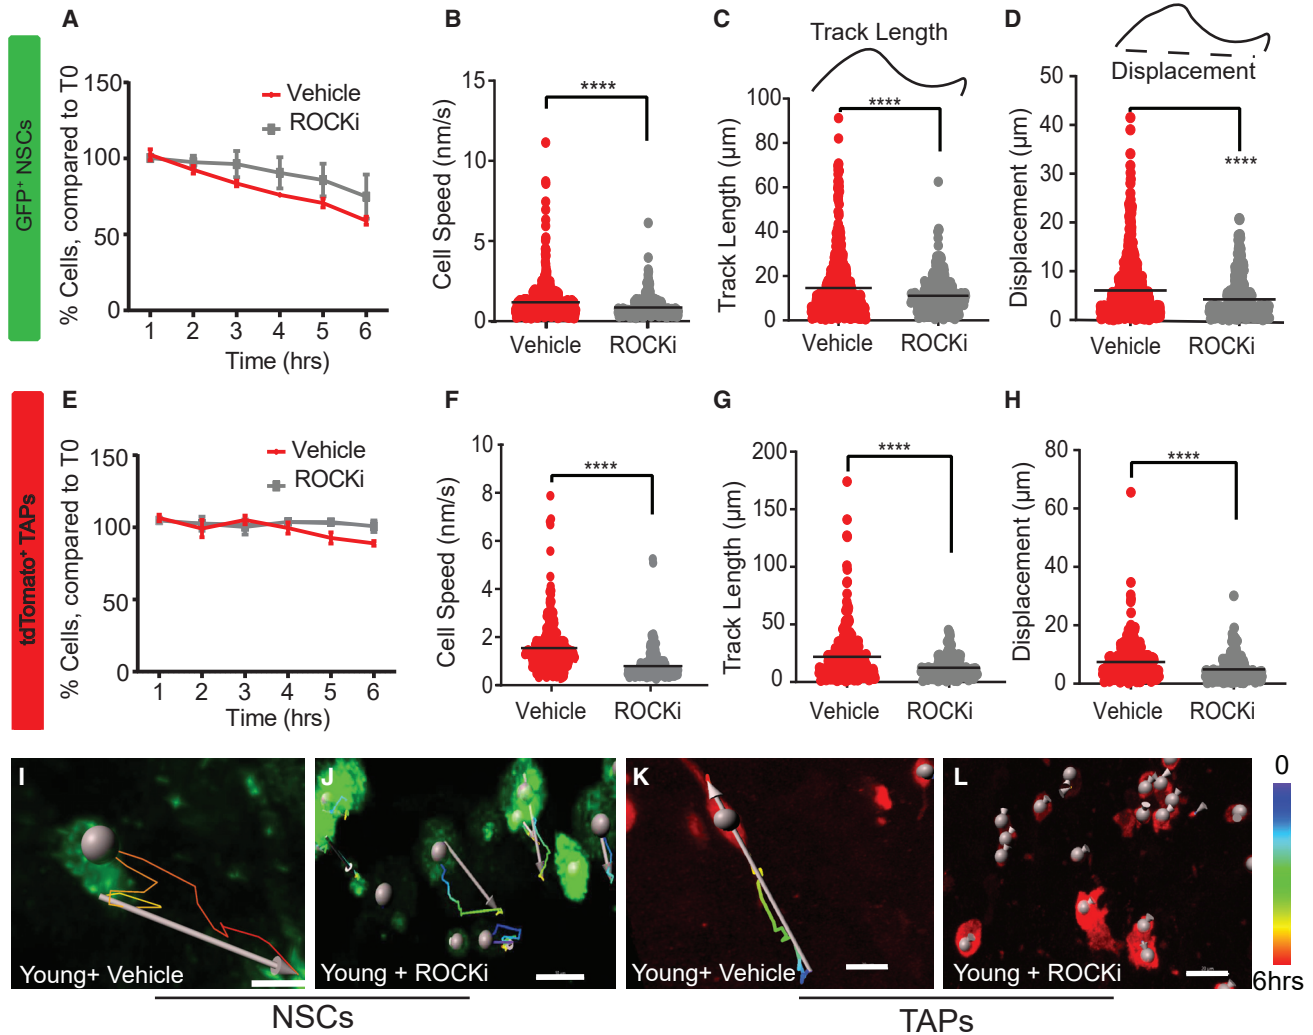 A
B
C
D
GFP+ NSCs
% Cells, compared to T0
150
100
50
0
Vehicle
ROCKi
1 2 3 4 5 6
Time (hrs)
Cell Speed (nm/s)
15
10
5
0
****
Vehicle ROCKi
Track Length
Track Length (µm)
100
80
60
40
20
0
****
Vehicle ROCKi
Displacement
Displacement (µm)
50
40
30
20
10
0
****
Vehicle ROCKi
E
F
G
H
tdTomato+ TAPs
% Cells, compared to T0
150
100
50
0
Vehicle
ROCKi
1 2 3 4 5 6
Time (hrs)
Cell Speed (nm/s)
10
8
6
4
2
0
****
Vehicle ROCKi
Track Length (µm)
200
150
100
50
0
****
Vehicle ROCKi
Displacement (µm)
80
60
40
20
0
****
Vehicle ROCKi
I
Young+ Vehicle
J
Young + ROCKi
K
Young+ Vehicle
L
Young + ROCKi
0
6hrs
NSCs
TAPs